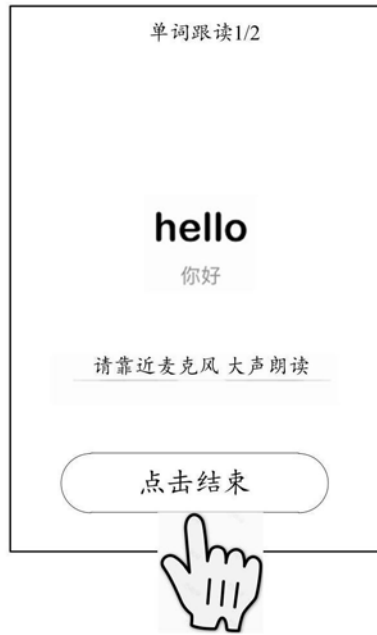 单词跟读1/2
hello
你好
请靠近麦克风 大声朗读
点击结束